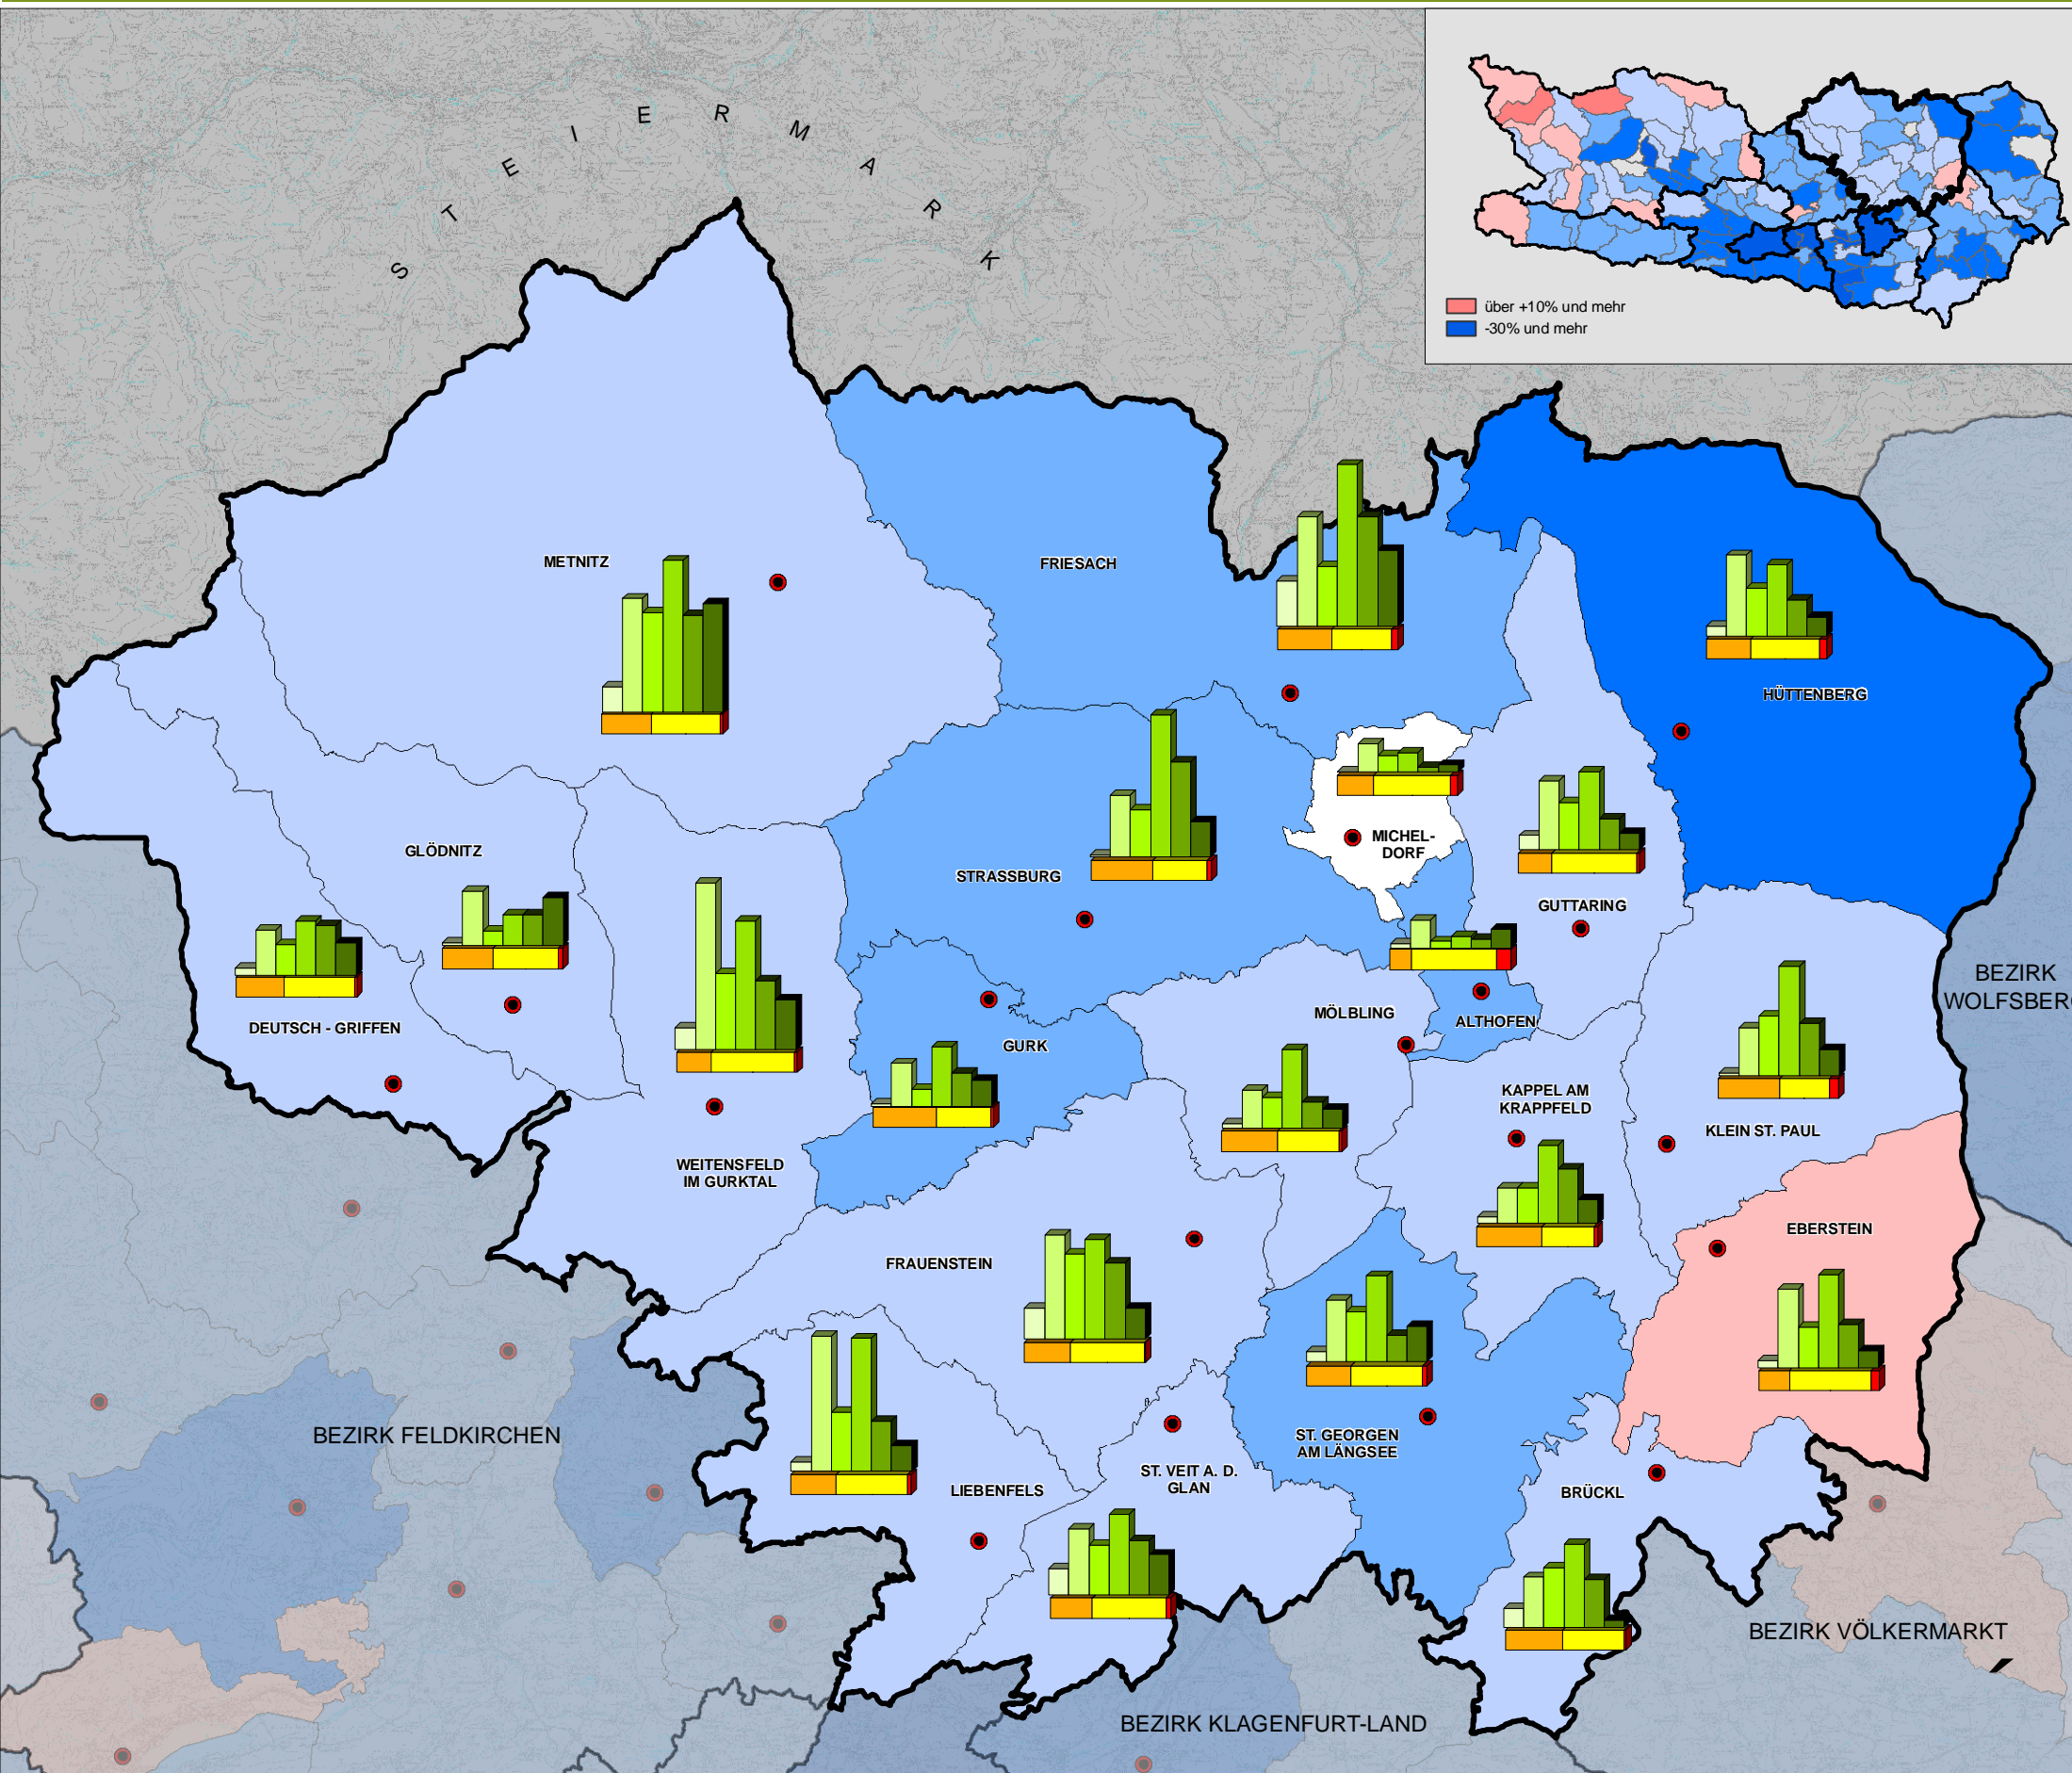 STEIERMARK
über +10% und mehr
-30% und mehr
METNITZ
FRIESACH
HÜTTENBERG
MICHEL-
DORF
GLÖDNITZ
STRASSBURG
GUTTARING
BEZIRK
WOLFSBERG
DEUTSCH - GRIFFEN
GURK
MÖLBLING
ALTHOFEN
KAPPEL AM
KRAPPFELD
KLEIN ST. PAUL
WEITENSFELD
IM GURKTAL
EBERSTEIN
FRAUENSTEIN
BEZIRK FELDKIRCHEN
ST. GEORGEN
AM LÄNGSEE
ST. VEIT A. D.
GLAN
LIEBENFELS
BRÜCKL
BEZIRK VÖLKERMARKT
BEZIRK KLAGENFURT-LAND